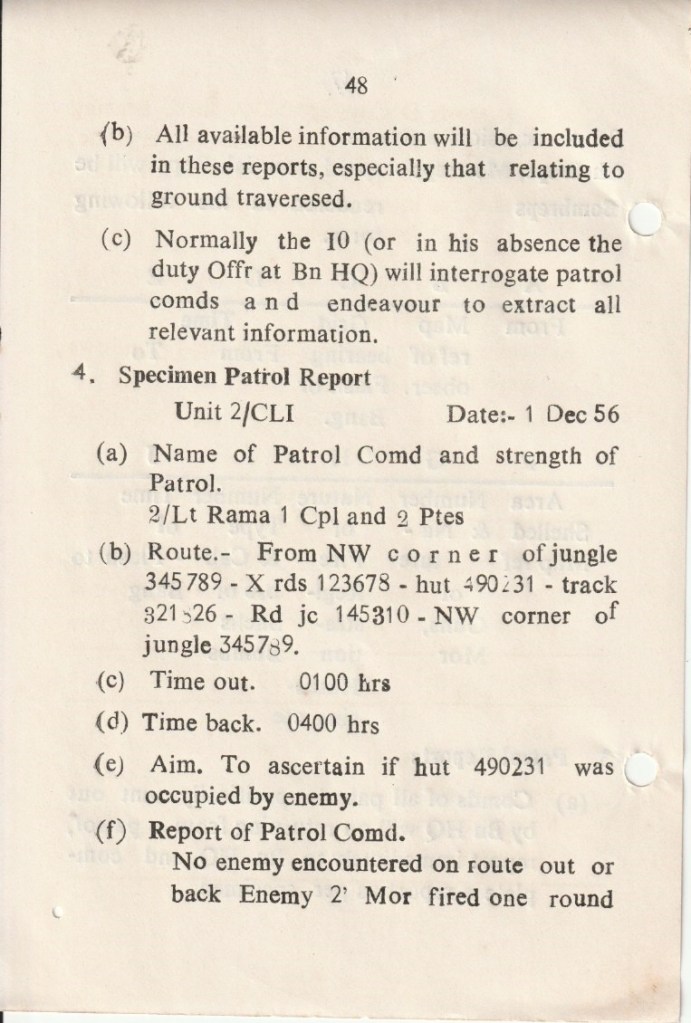 48
(b) All available information will be included
in these reports, especially that relating to
ground traveresed.
(c) Normally the IO (or in his absence the
duty Offr at Bn HQ) will interrogate patrol
comds and endeavour to extract all
relevant information.
4. Specimen Patrol Report
Unit 2/CLI Date:- 1 Dec 56
(a) Name of Patrol Comd and strength of
Patrol.
2/Lt Rama 1 Cpl and 2 Ptes
(b) Route.- From NW corner of jungle
345789 - X rds 123678 - hut 490231 - track
- Rd jc 145310 - NW corner of
jungle 345789.
(c) Time out. 0100 hrs
(d) Time back. 0400 hrs
(e) Aim. To ascertain if hut 490231 was
occupied by enemy.
(f) Report of Patrol Comd.
No enemy encountered on route out or
back Enemy 2' Mor fired one round